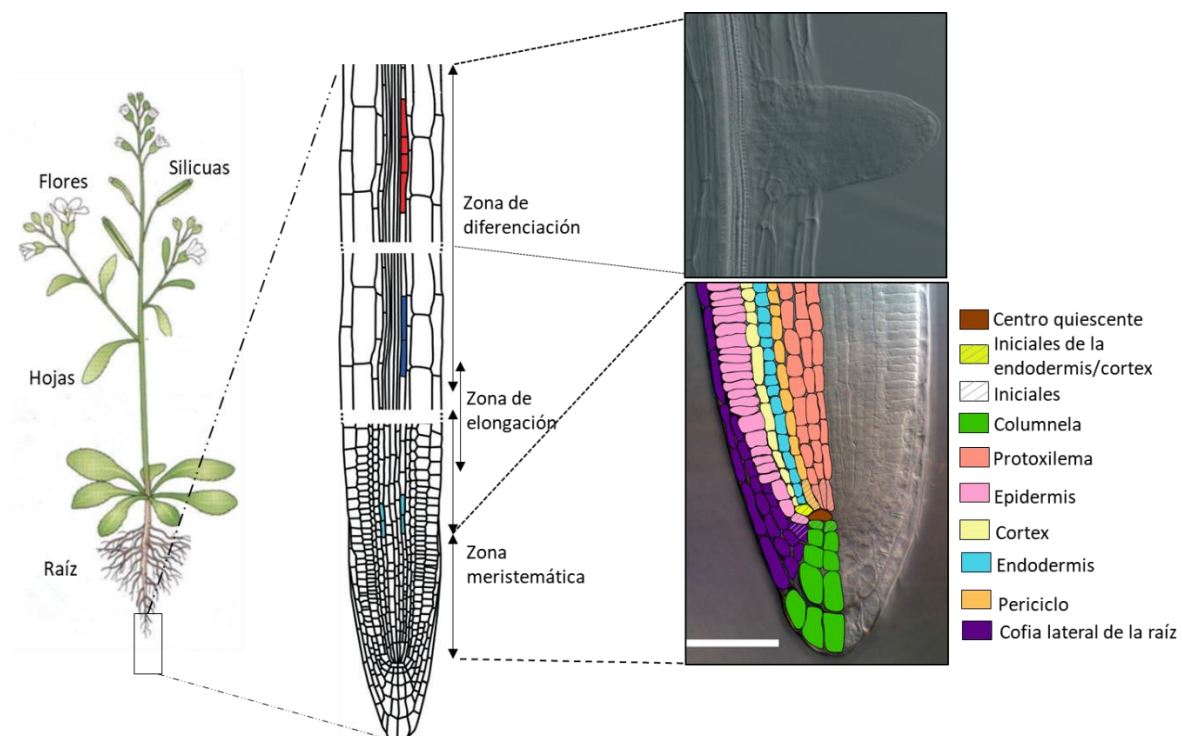 Silicuas
Flores
Hojas
Raíz
Zona de
diferenciación
Zona de
elongación
Zona
meristemática
Centro quiescente
Iniciales de la
endodermis/cortex
Iniciales
Columnela
Protoxilema
Epidermis
Cortex
Endodermis
Periciclo
Cofia lateral de la raíz